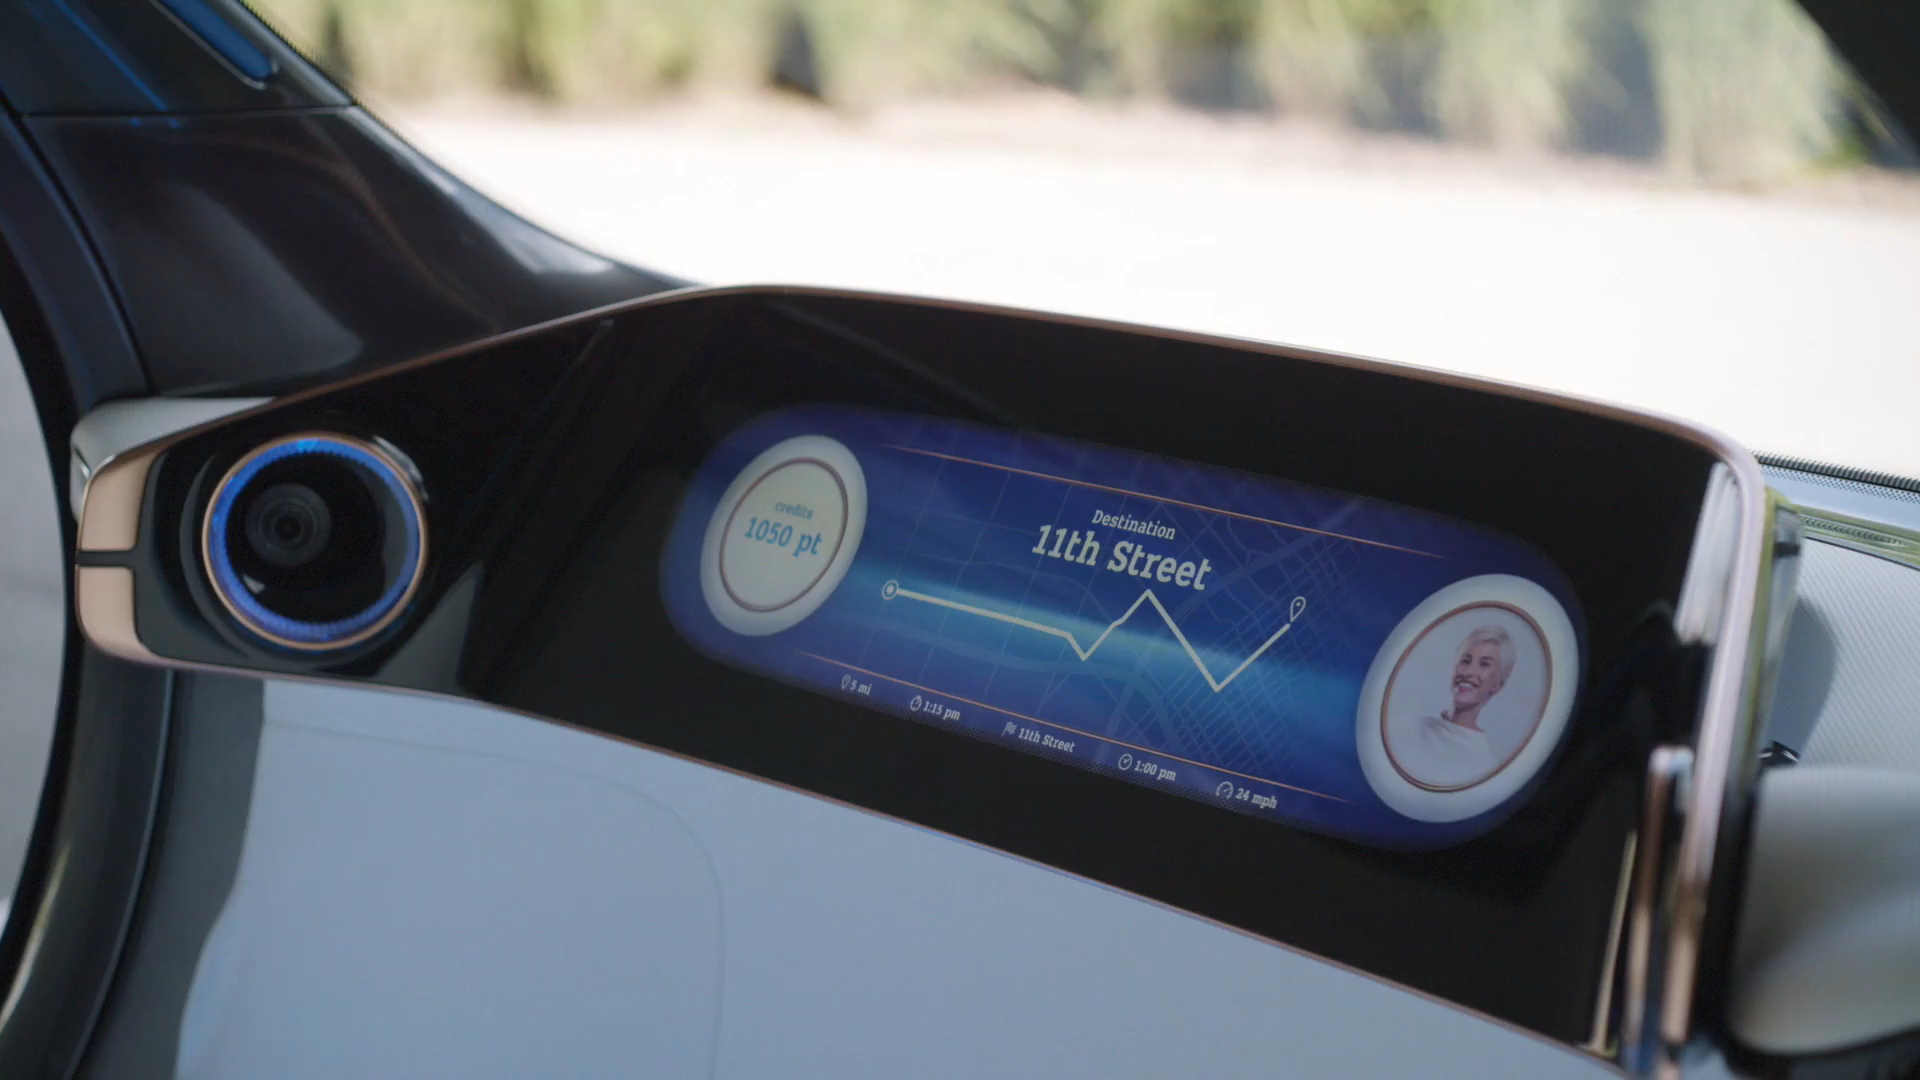 credits
1050 pt
Destination
11th Street
5 mi
1:15 pm
11th Street
1:00 pm
24 mph